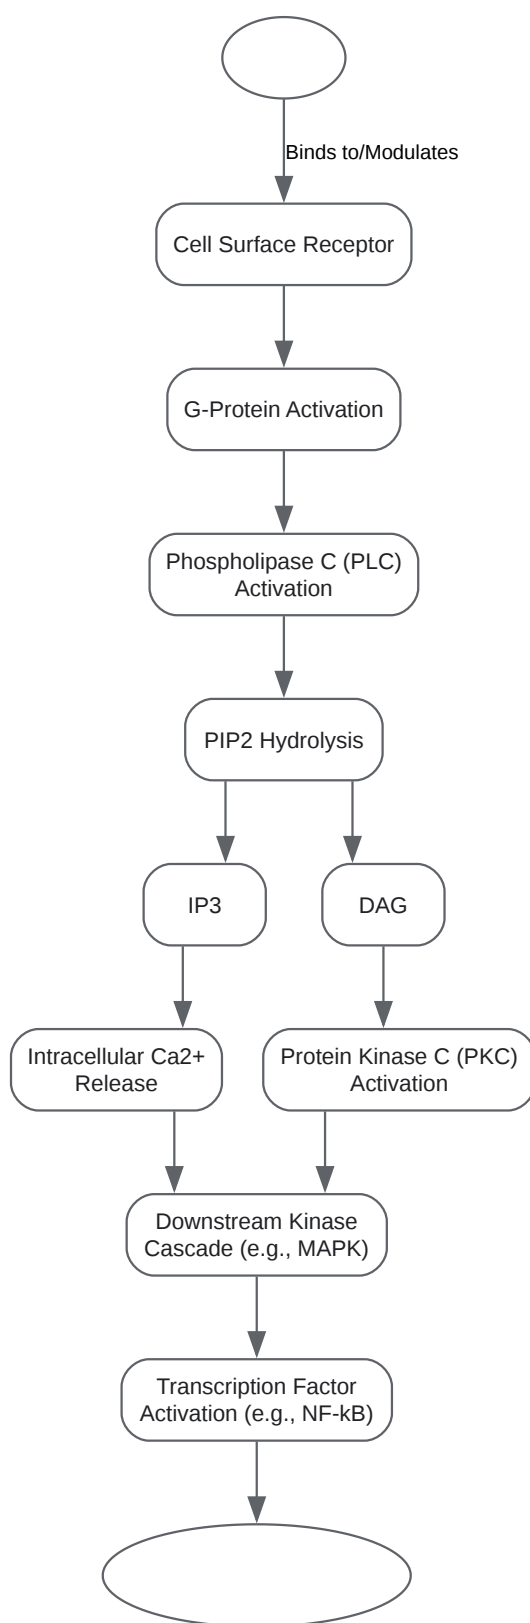 Binds to/Modulates
Cell Surface Receptor
G-Protein Activation
Phospholipase C (PLC)
Activation
PIP2 Hydrolysis
IP3
DAG
Intracellular Ca2+
Release
Protein Kinase C (PKC)
Activation
Downstream Kinase
Cascade (e.g., MAPK)
Transcription Factor
Activation (e.g., NF-kB)